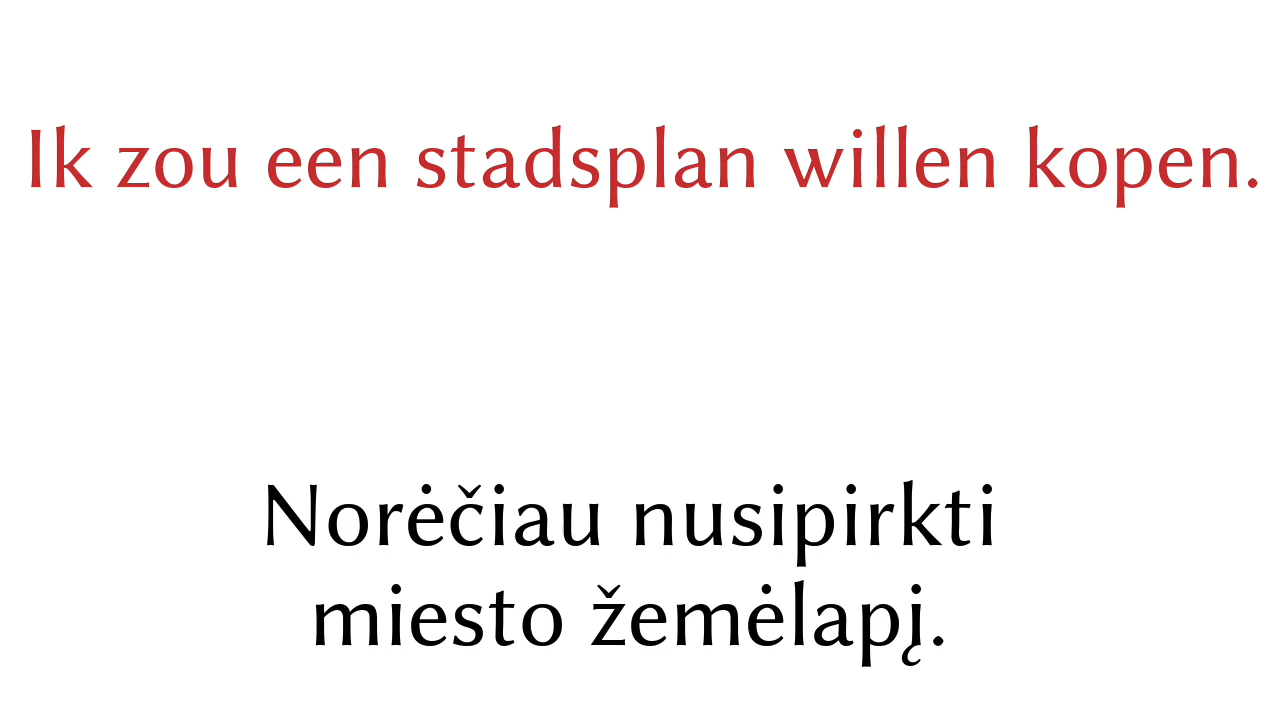 Ik zou een stadsplan willen kopen.
Norėčiau nusipirkti
miesto žemėlapį.